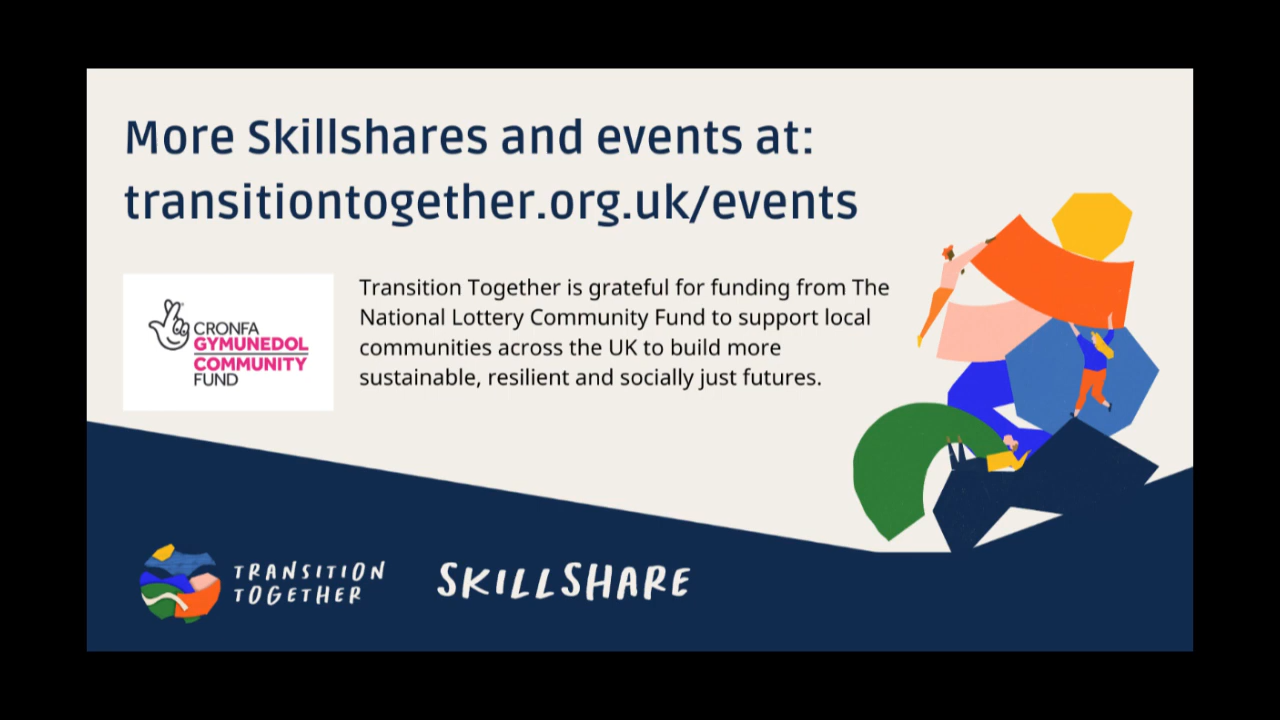 More Skillshares and events at:
transitiontogether.org.uk/events
CRONFA
GYMUNEDOL
COMMUNITY
FUND
Transition Together is grateful for funding from The
National Lottery Community Fund to support local
communities across the UK to build more
sustainable, resilient and socially just futures.
TRANSITION
TOGETHER
SKILLSHARE